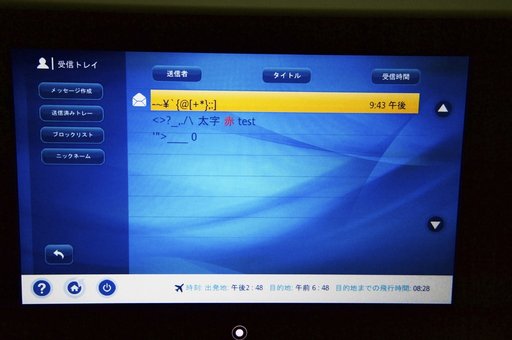 受信トレイ
送信者 タイトル 受信時間
メッセージ作成
送信済みトレー
ブロックリスト
ニックネーム
-~¥`{@[+*};:] 9:43 午後
<>?_,./\ 太字 赤 test
'">____ 0
時刻: 出発地: 午後2 : 48 目的地: 午前 6 : 48 目的地までの飛行時間: 08:28